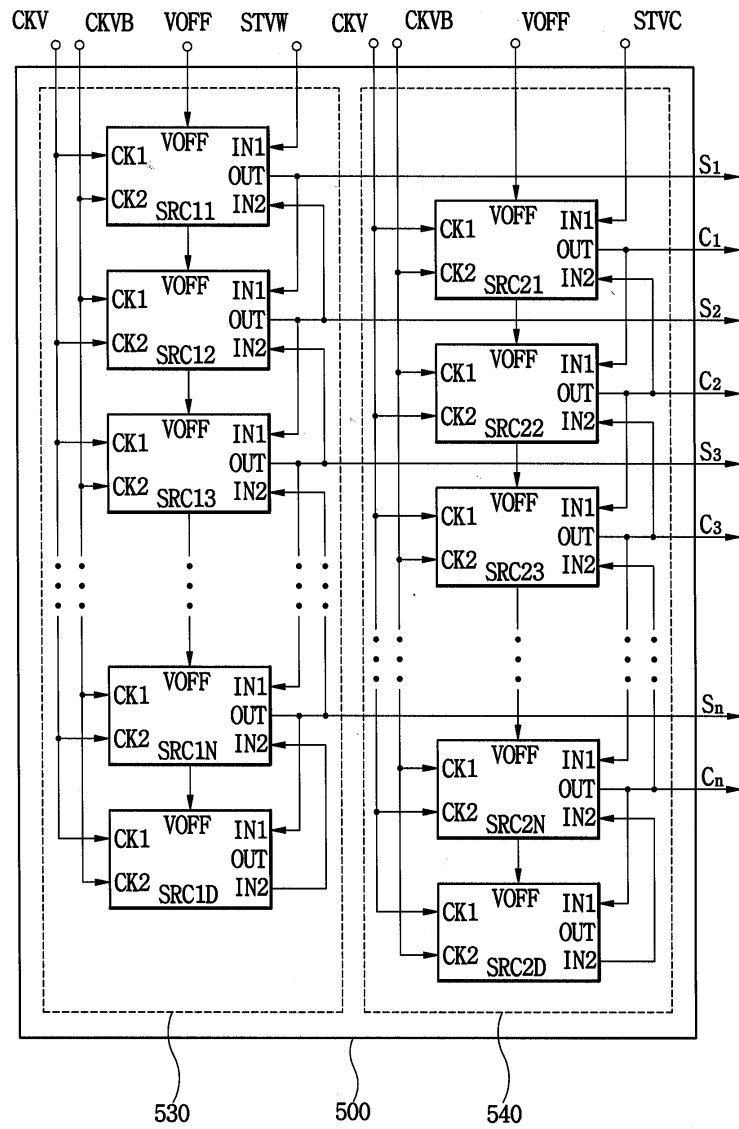 CKV CKVB VOFF STVW CKV CKVB VOFF STVC
VOFF
CK1 IN1
OUT
CK2 IN2
SRC11
S1
VOFF
CK1 IN1
OUT
CK2 IN2
SRC21
C1
VOFF
CK1 IN1
OUT
CK2 IN2
SRC12
S2
VOFF
CK1 IN1
OUT
CK2 IN2
SRC22
C2
VOFF
CK1 IN1
OUT
CK2 IN2
SRC13
S3
VOFF
CK1 IN1
OUT
CK2 IN2
SRC23
C3
VOFF
CK1 IN1
OUT
CK2 IN2
SRC1N
Sn
VOFF
CK1 IN1
OUT
CK2 IN2
SRC2N
Cn
VOFF
CK1 IN1
OUT
CK2 IN2
SRC1D
VOFF
CK1 IN1
OUT
CK2 IN2
SRC2D
530 500 540